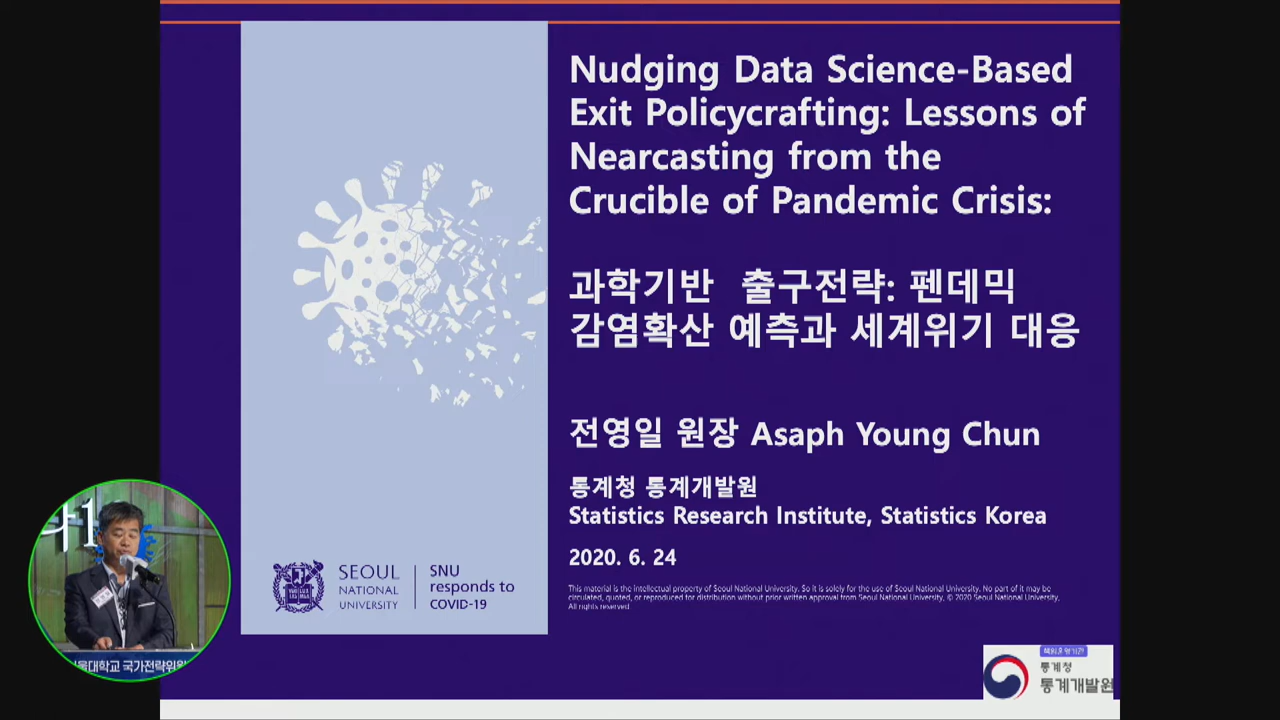 Nudging Data Science-Based
Exit Policycrafting: Lessons of
Nearcasting from the
Crucible of Pandemic Crisis:
과학기반 출구전략: 펜데믹
감염확산 예측과 세계위기 대응
전영일 원장 Asaph Young Chun
통계청 통계개발원
Statistics Research Institute, Statistics Korea
2020. 6. 24
This material is the intellectual property of Seoul National University. So it is solely for the use of Seoul National University. No part of it may be
circulated, quoted, or reproduced for distribution without prior written approval from Seoul National University, © 2020 Seoul National University,
All rights reserved
SEOUL
NATIONAL
UNIVERSITY
SNU
responds to
COVID-19
책임운영기관
통계청
통계개발원
서울대학교 국가전략위원